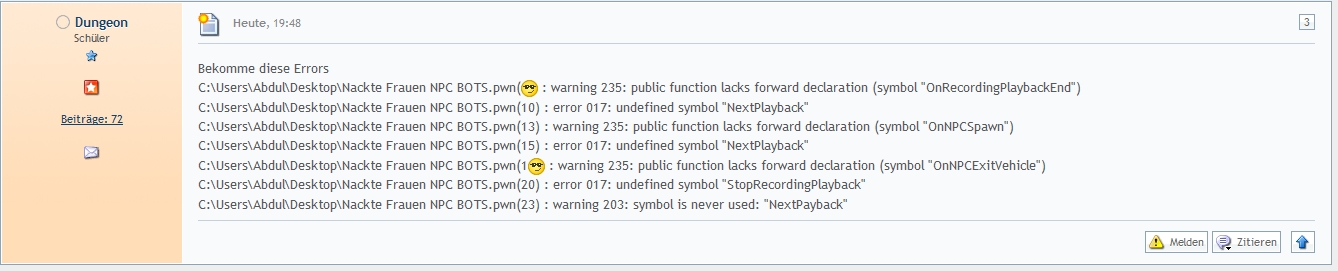 Dungeon
Schüler
Beiträge: 72
Heute, 19:48
3
Bekomme diese Errors
C:\Users\Abdul\Desktop\Nackte Frauen NPC BOTS.pwn( : warning 235: public function lacks forward declaration (symbol "OnRecordingPlaybackEnd")
C:\Users\Abdul\Desktop\Nackte Frauen NPC BOTS.pwn(10) : error 017: undefined symbol "NextPlayback"
C:\Users\Abdul\Desktop\Nackte Frauen NPC BOTS.pwn(13) : warning 235: public function lacks forward declaration (symbol "OnNPCSpawn")
C:\Users\Abdul\Desktop\Nackte Frauen NPC BOTS.pwn(15) : error 017: undefined symbol "NextPlayback"
C:\Users\Abdul\Desktop\Nackte Frauen NPC BOTS.pwn(1 : warning 235: public function lacks forward declaration (symbol "OnNPCExitVehicle")
C:\Users\Abdul\Desktop\Nackte Frauen NPC BOTS.pwn(20) : error 017: undefined symbol "StopRecordingPlayback"
C:\Users\Abdul\Desktop\Nackte Frauen NPC BOTS.pwn(23) : warning 203: symbol is never used: "NextPayback"
Melden
Zitieren